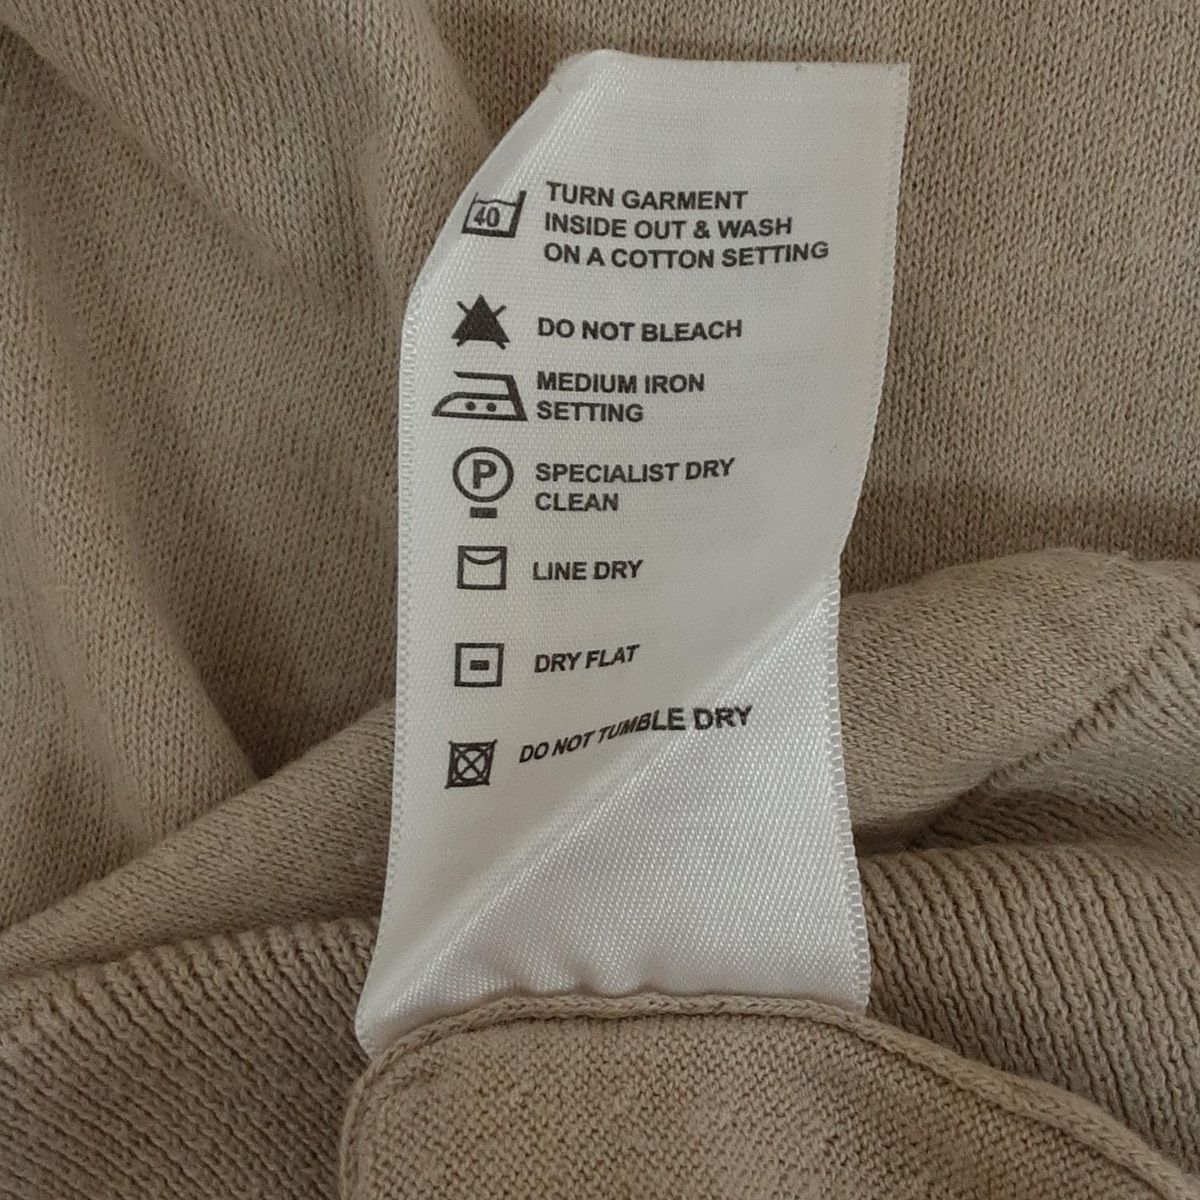 40
TURN GARMENT
INSIDE OUT & WASH
ON A COTTON SETTING
DO NOT BLEACH
MEDIUM IRON
SETTING
P
SPECIALIST DRY
CLEAN
LINE DRY
DRY FLAT
DO NOT TUMBLE DRY